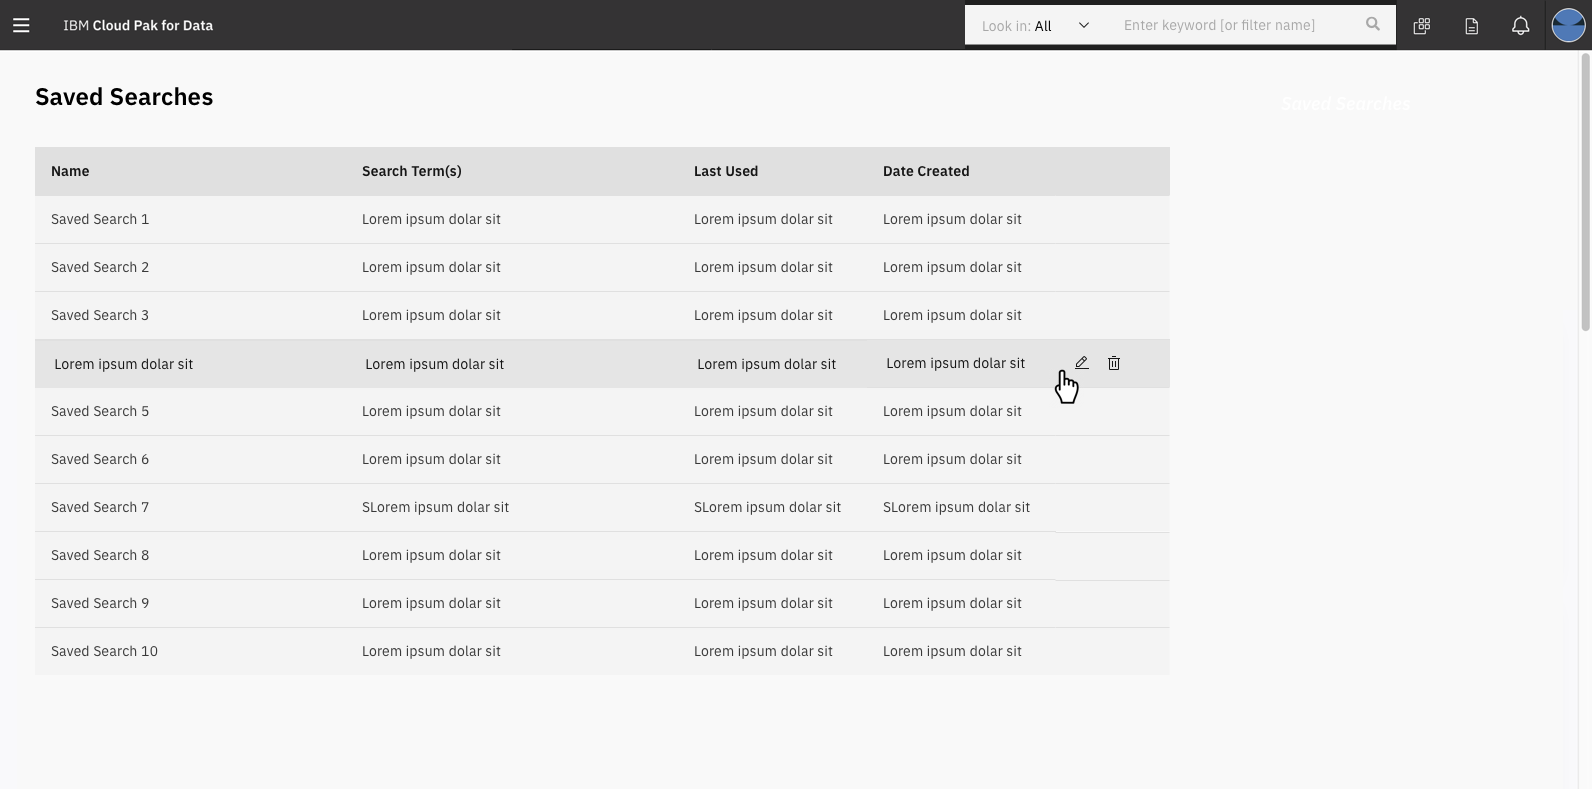 IBM Cloud Pak for Data
Look in: All
Enter keyword [or filter name]
Saved Searches
Saved Searches
Name Search Term(s) Last Used Date Created
Saved Search 1 Lorem ipsum dolar sit Lorem ipsum dolar sit Lorem ipsum dolar sit
Saved Search 2 Lorem ipsum dolar sit Lorem ipsum dolar sit Lorem ipsum dolar sit
Saved Search 3 Lorem ipsum dolar sit Lorem ipsum dolar sit Lorem ipsum dolar sit
Lorem ipsum dolar sit Lorem ipsum dolar sit Lorem ipsum dolar sit Lorem ipsum dolar sit
Saved Search 5 Lorem ipsum dolar sit Lorem ipsum dolar sit Lorem ipsum dolar sit
Saved Search 6 Lorem ipsum dolar sit Lorem ipsum dolar sit Lorem ipsum dolar sit
Saved Search 7 SLorem ipsum dolar sit SLorem ipsum dolar sit SLorem ipsum dolar sit
Saved Search 8 Lorem ipsum dolar sit Lorem ipsum dolar sit Lorem ipsum dolar sit
Saved Search 9 Lorem ipsum dolar sit Lorem ipsum dolar sit Lorem ipsum dolar sit
Saved Search 10 Lorem ipsum dolar sit Lorem ipsum dolar sit Lorem ipsum dolar sit